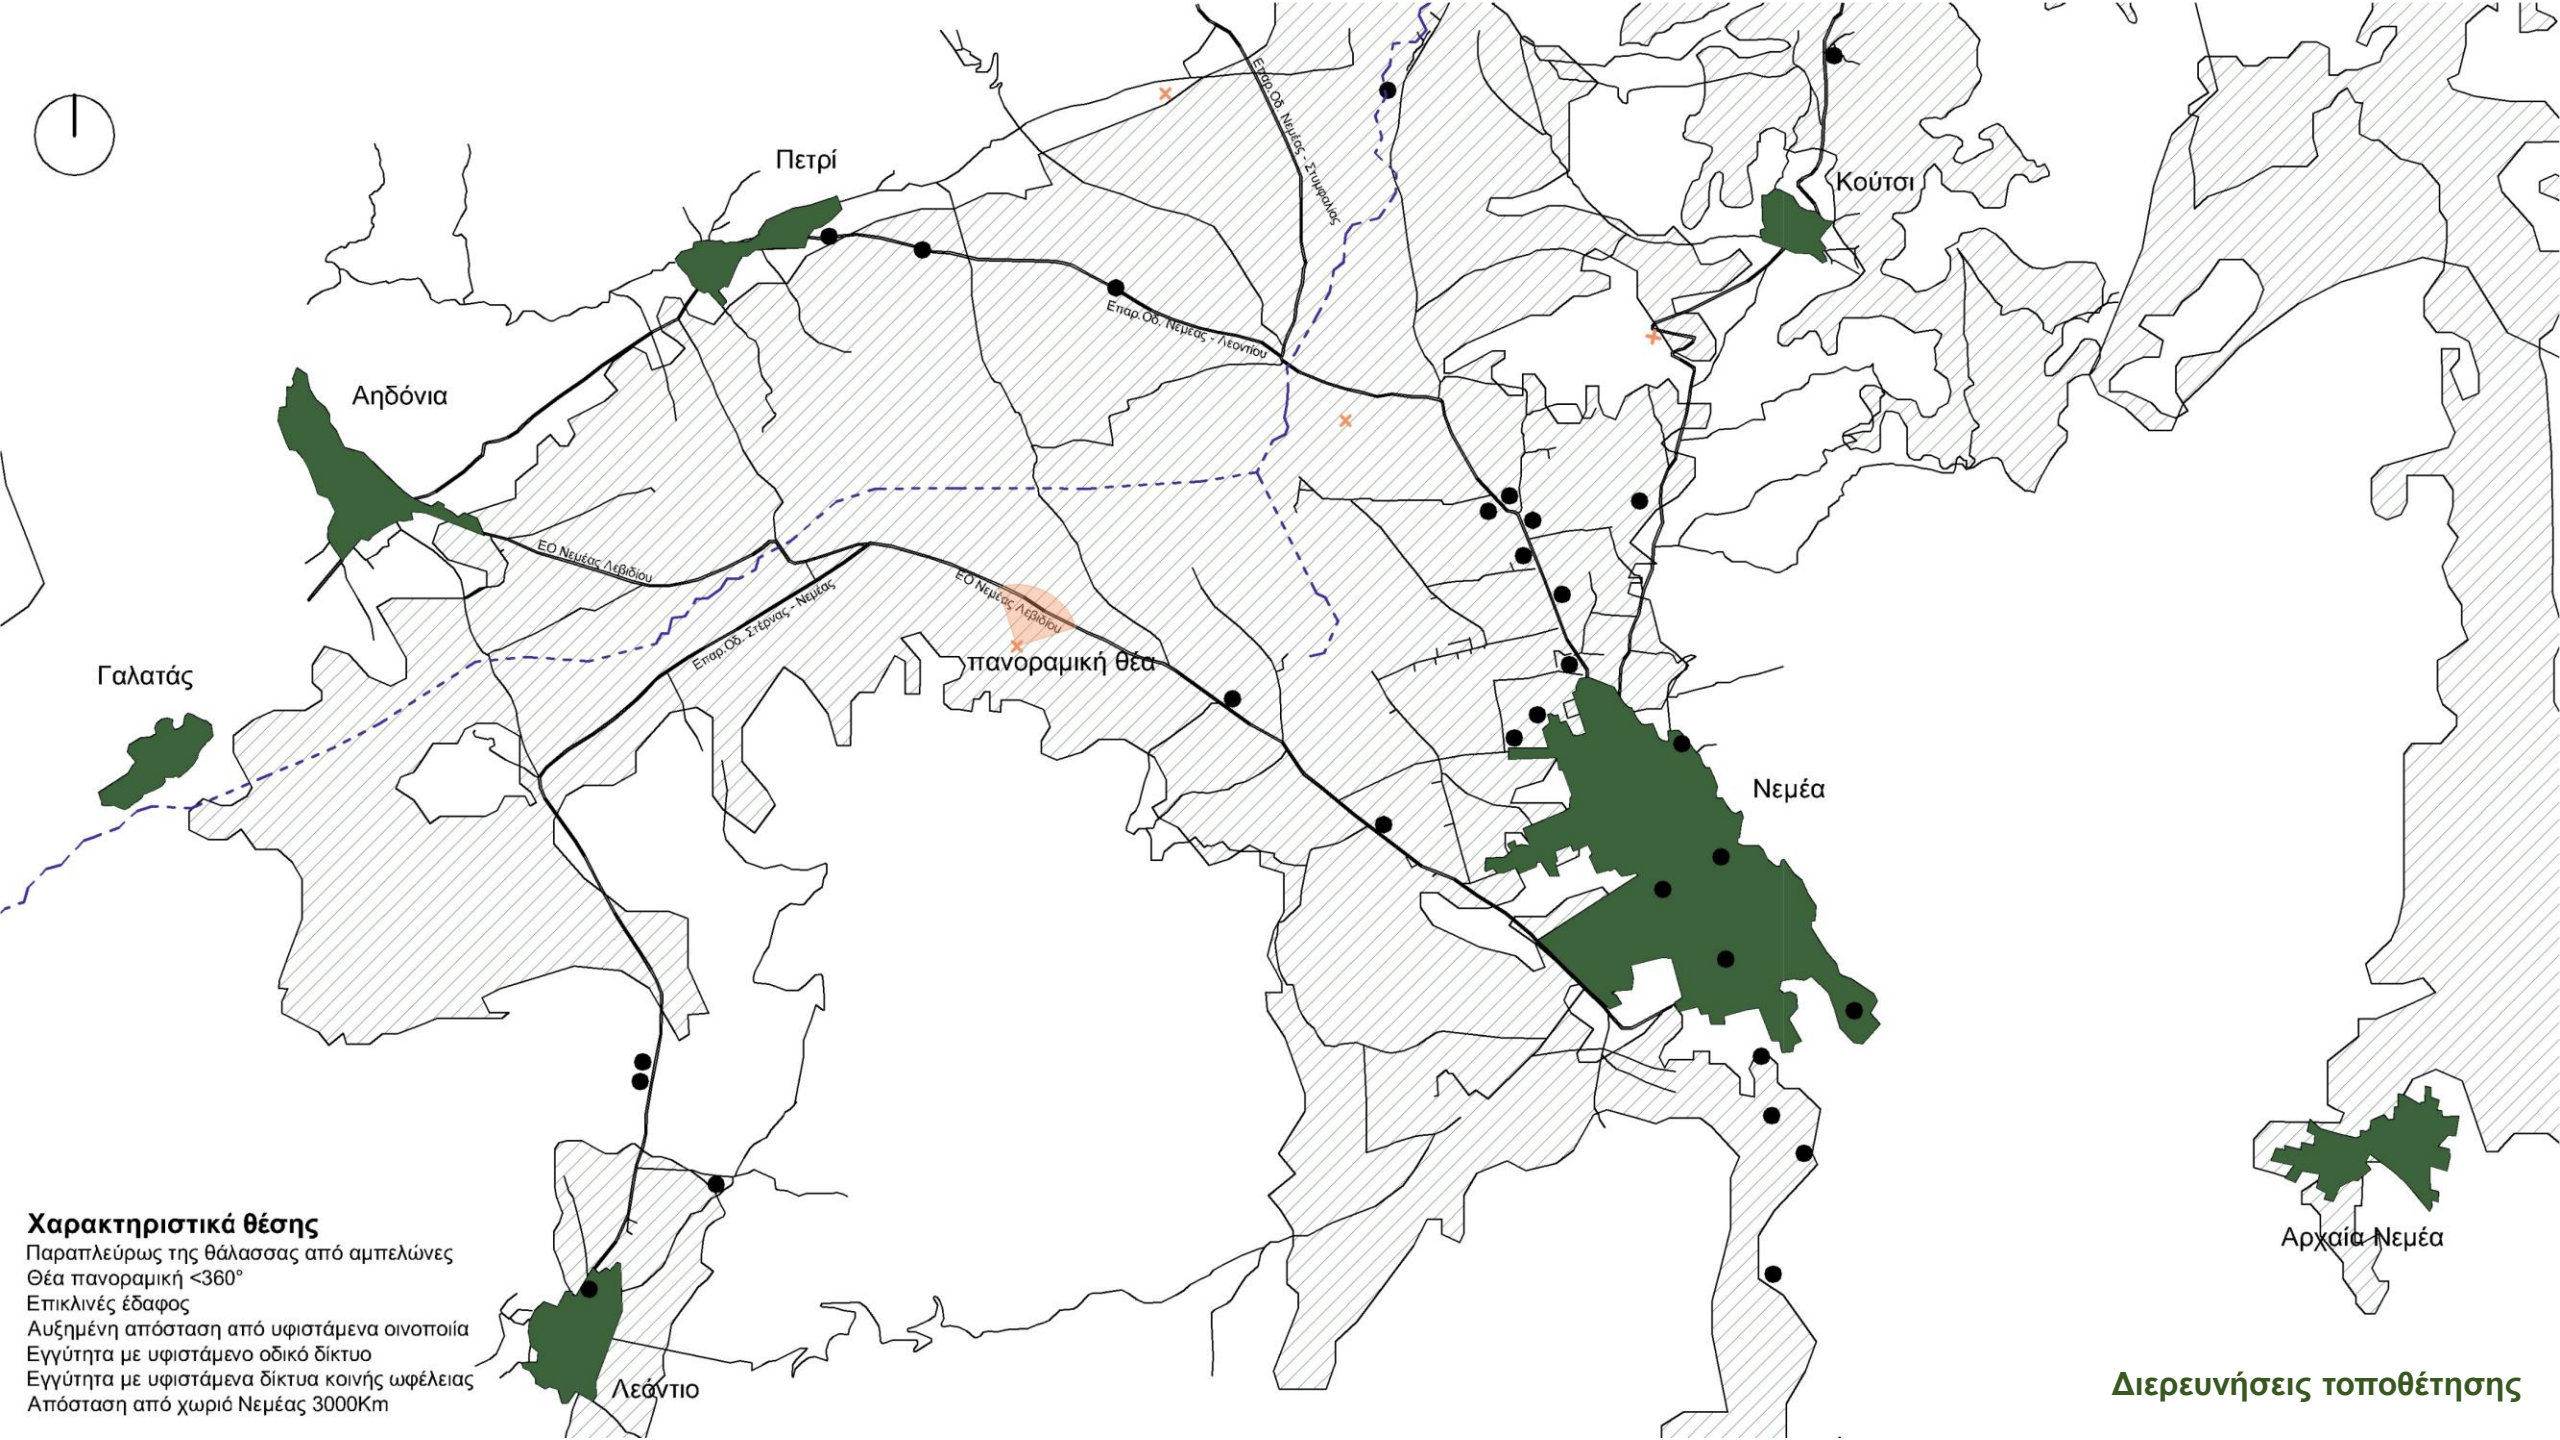 Επαρ.Οδ. Νεμέας - Στυμφαλίας
Πετρί
Κούτσι
Επαρ.Οδ. Νεμέας - Λεοντίου
Αηδόνια
ΕΟ Νεμέας Λεβιδίου
ΕΟ Νεμέας Λεβιδίου
Επαρ.Οδ. Στέρνας - Νεμέας
πανοραμική θέα
Γαλατάς
Νεμέα
Χαρακτηριστικά θέσης
Παραπλεύρως της θάλασσας από αμπελώνες
Θέα πανοραμική <360°
Επικλινές έδαφος
Αυξημένη απόσταση από υφιστάμενα οινοποιία
Εγγύτητα με υφιστάμενο οδικό δίκτυο
Εγγύτητα με υφιστάμενα δίκτυα κοινής ωφέλειας
Απόσταση από χωριό Νεμέας 3000Km
Αρχαία Νεμέα
Λεόντιο
Διερευνήσεις τοποθέτησης